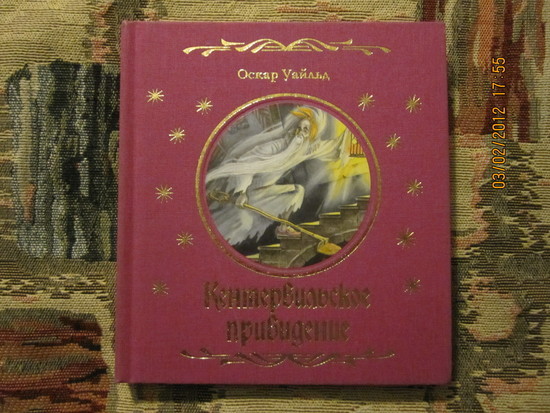 Оскар Уайльд
Кентервильское
привидение
03/02/2012 17:55